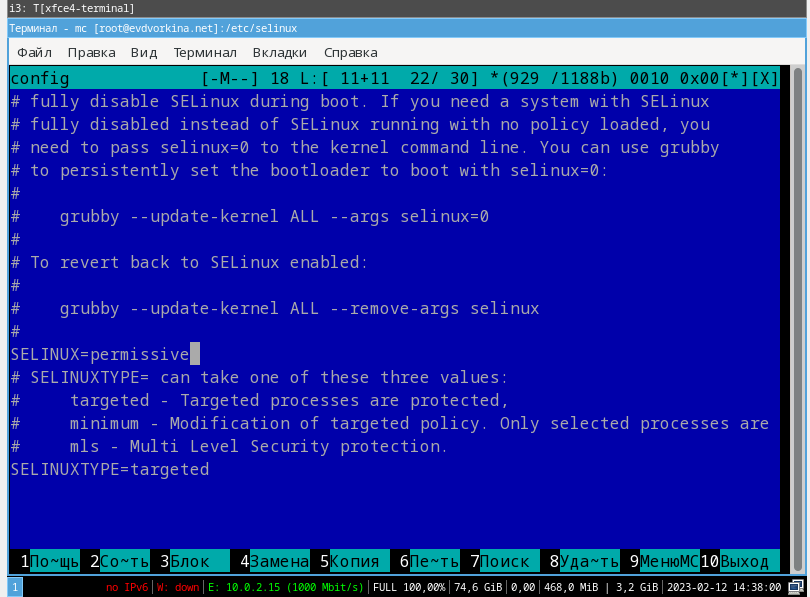 i3: T[xfce4-terminal]
Терминал - mc [root@evdvorkina.net]:/etc/selinux
Файл Правка Вид Терминал Вкладки Справка
config [-M--] 18 L:[ 11+11 22/ 30] *(929 /1188b) 0010 0x00[*][X]
# fully disable SELinux during boot. If you need a system with SELinux
# fully disabled instead of SELinux running with no policy loaded, you
# need to pass selinux=0 to the kernel command line. You can use grubby
# to persistently set the bootloader to boot with selinux=0:
#
#    grubby --update-kernel ALL --args selinux=0
#
# To revert back to SELinux enabled:
#
#    grubby --update-kernel ALL --remove-args selinux
#
SELINUX=permissive
# SELINUXTYPE= can take one of these three values:
#     targeted - Targeted processes are protected,
#     minimum - Modification of targeted policy. Only selected processes are
#     mls - Multi Level Security protection.
SELINUXTYPE=targeted
1По~щь 2Со~ть 3Блок 4Замена 5Копия 6Пе~ть 7Поиск 8Уда~ть 9МенюMC 10Выход
1 no IPv6 | W: down | E: 10.0.2.15 (1000 Mbit/s) | FULL 100,00% | 74,6 GiB | 0,00 | 468,0 MiB | 3,2 GiB | 2023-02-12 14:38:00